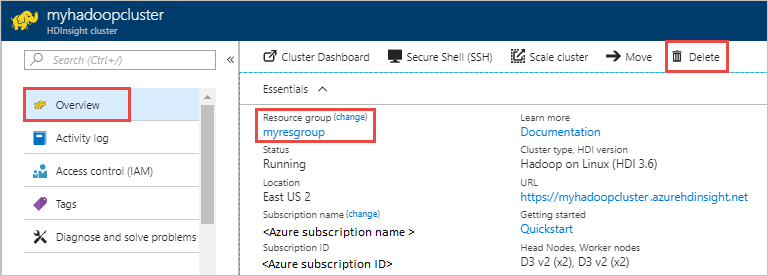 myhadoopcluster
HDInsight cluster
Search (Ctrl+/)
«
Overview
Activity log
Access control (IAM)
Tags
Diagnose and solve problems
Cluster Dashboard
Secure Shell (SSH)
Scale cluster
Move
Delete
Essentials
Resource group (change)
myresgroup
Status
Running
Location
East US 2
Subscription name (change)
<Azure subscription name >
Subscription ID
<Azure subscription ID>
Learn more
Documentation
Cluster type, HDI version
Hadoop on Linux (HDI 3.6)
URL
https://myhadoopcluster.azurehdinsight.net
Getting started
Quickstart
Head Nodes, Worker nodes
D3 v2 (x2), D3 v2 (x2)